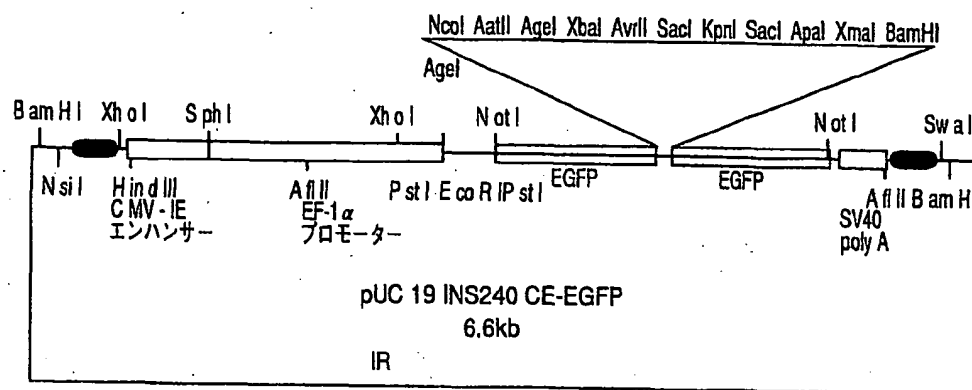 NcoI AatII AgeI XbaI AvrII SacI KpnI SacI ApaI XmaI BamHI
AgeI
BamHI XhoI SphI XhoI NotI NotI SwaI
NsiI HindIII AflII PstI EcoRI PstI EGFP EGFP AflII BamH
CMV-IE EF-1α SV40
エンハンサー プロモーター poly A
pUC 19 INS240 CE-EGFP
6.6kb
IR